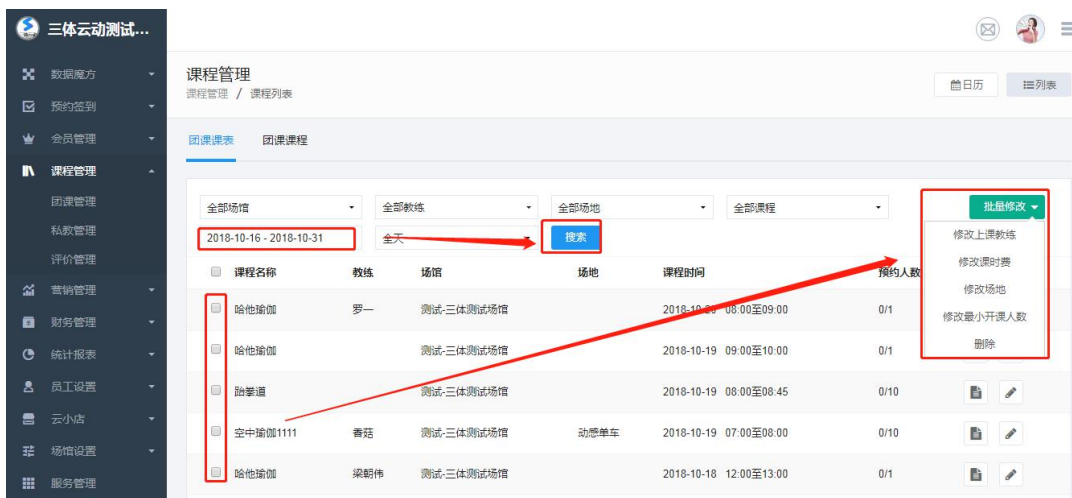 三体云动测试...
数据魔方
预约签到
会员管理
课程管理
团课管理
私教管理
评价管理
营销管理
财务管理
统计报表
员工设置
云小店
场馆设置
服务管理
课程管理
课程管理 / 课程列表
日历
列表
团课课表 团课课程
全部场馆 全部教练 全部场地 全部课程 批量修改
2018-10-16 - 2018-10-31 全天 搜索
修改上课教练
修改课时费
修改场地
修改最小开课人数
删除
课程名称 教练 场馆 场地 课程时间 预约人数
哈他瑜伽 罗一 测试-三体测试场馆 2018-10-20 08:00至09:00 0/1
哈他瑜伽 测试-三体测试场馆 2018-10-19 09:00至10:00 0/1
跆拳道 测试-三体测试场馆 2018-10-19 08:00至08:45 0/10
空中瑜伽1111 香菇 测试-三体测试场馆 动感单车 2018-10-19 07:00至08:00 0/10
哈他瑜伽 梁朝伟 测试-三体测试场馆 2018-10-18 12:00至13:00 0/1